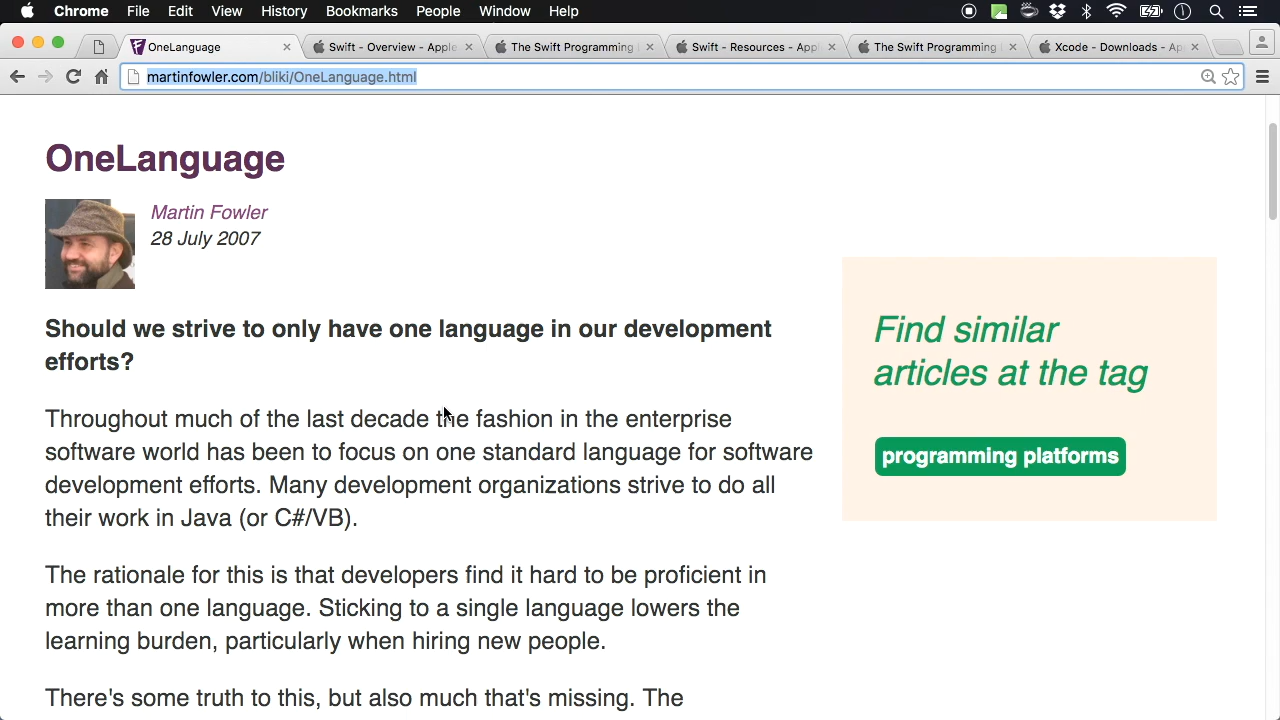 Chrome File Edit View History Bookmarks People Window Help
OneLanguage
Swift - Overview - Apple
The Swift Programming
Swift - Resources - App
The Swift Programming
Xcode - Downloads - Ap
martinfowler.com/bliki/OneLanguage.html
OneLanguage
Martin Fowler
28 July 2007
Should we strive to only have one language in our development
efforts?
Throughout much of the last decade the fashion in the enterprise
software world has been to focus on one standard language for software
development efforts. Many development organizations strive to do all
their work in Java (or C#/VB).
The rationale for this is that developers find it hard to be proficient in
more than one language. Sticking to a single language lowers the
learning burden, particularly when hiring new people.
There's some truth to this, but also much that's missing. The
Find similar
articles at the tag
programming platforms